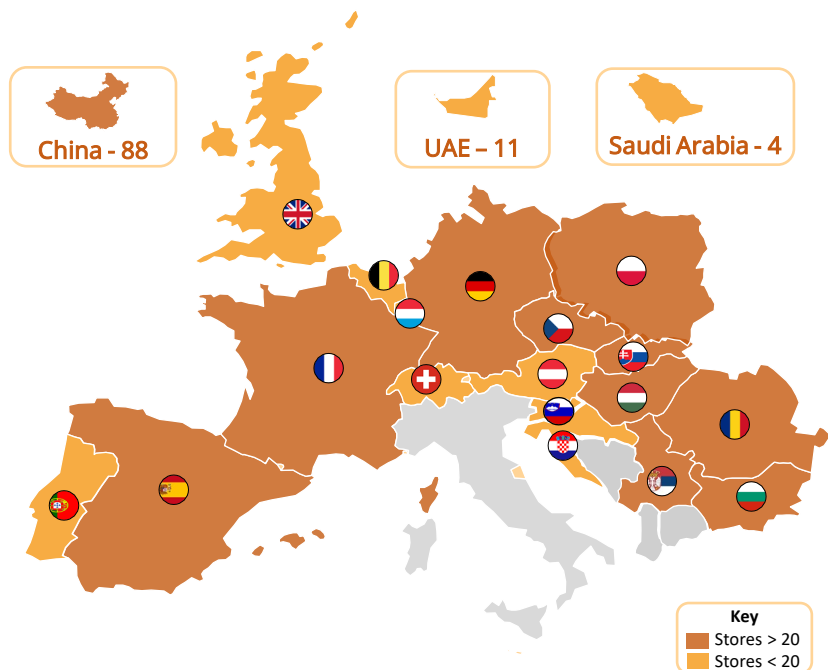 China - 88
UAE – 11
Saudi Arabia - 4
Key
Stores > 20
Stores < 20